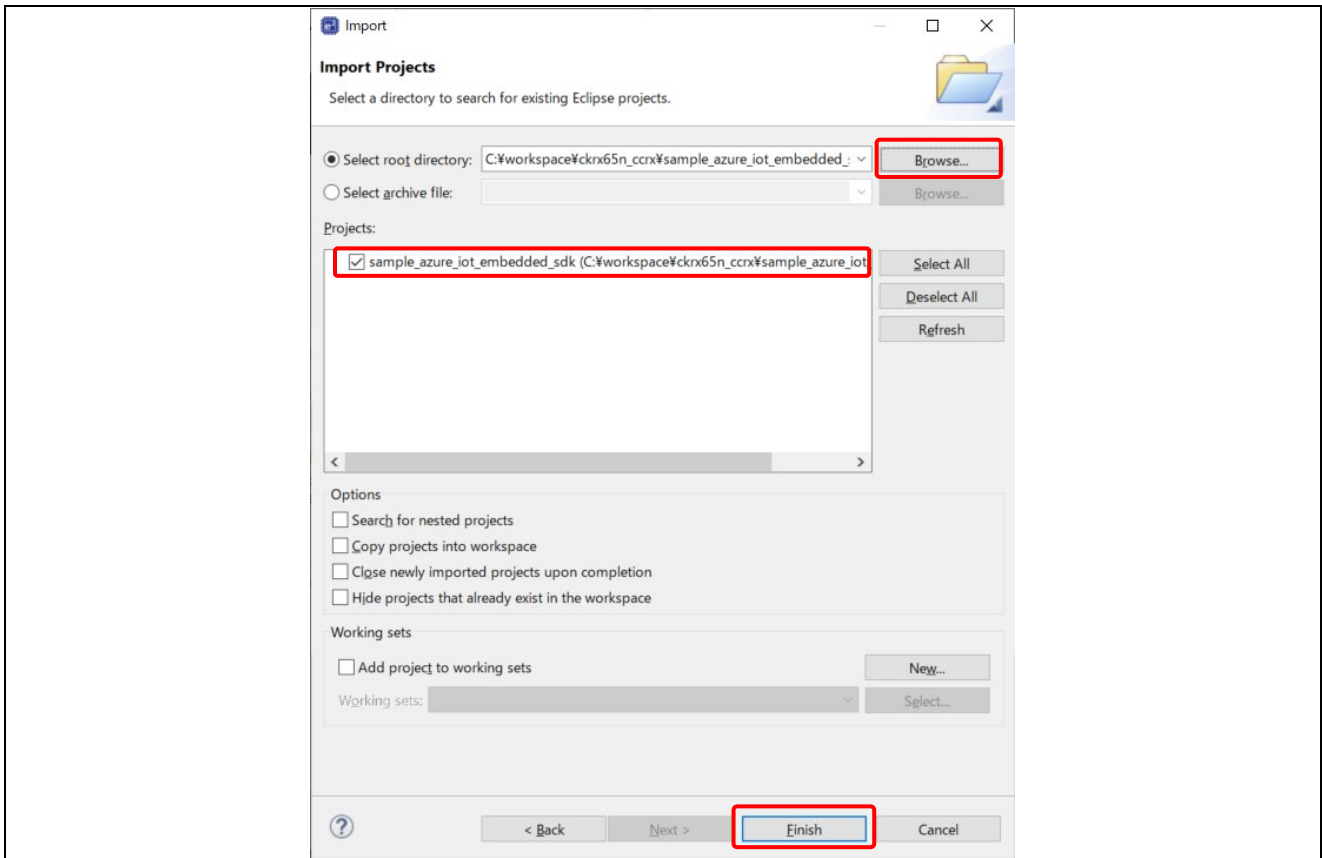 Import
Import Projects
Select a directory to search for existing Eclipse projects.
Select root directory: C:¥workspace¥ckrx65n_ccrx¥sample_azure_iot_embedded_ Browse...
Select archive file: Browse...
Projects:
sample_azure_iot_embedded_sdk (C:¥workspace¥ckrx65n_ccrx¥sample_azure_iot Select All
Deselect All
Refresh
Options
Search for nested projects
Copy projects into workspace
Close newly imported projects upon completion
Hide projects that already exist in the workspace
Working sets
Add project to working sets New...
Working sets: Select...
? < Back Next > Finish Cancel